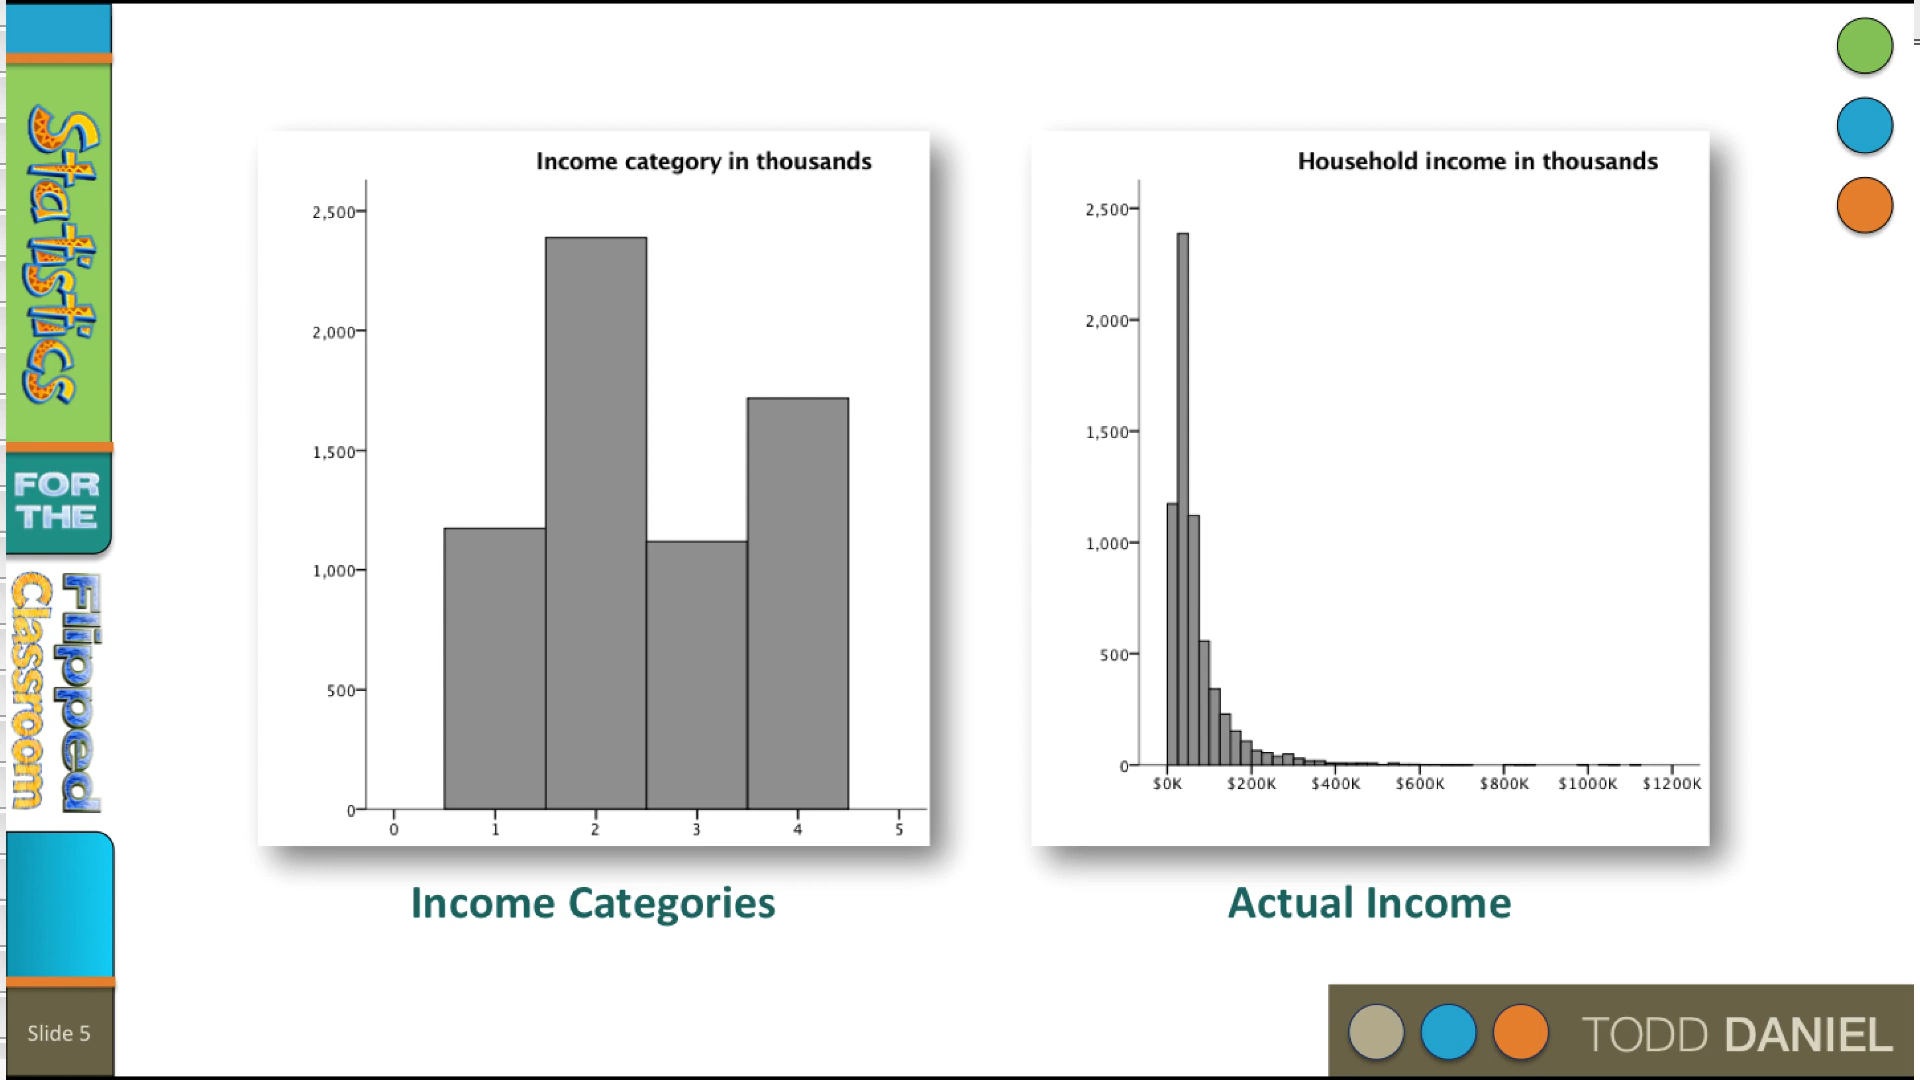 Statistics
FOR
THE
Flipped
Classroom
Slide 5
Income category in thousands
2,500
2,000
1,500
1,000
500
0
0 1 2 3 4 5
Income Categories
Household income in thousands
2,500
2,000
1,500
1,000
500
0
$0K $200K $400K $600K $800K $1000K $1200K
Actual Income
TODD DANIEL